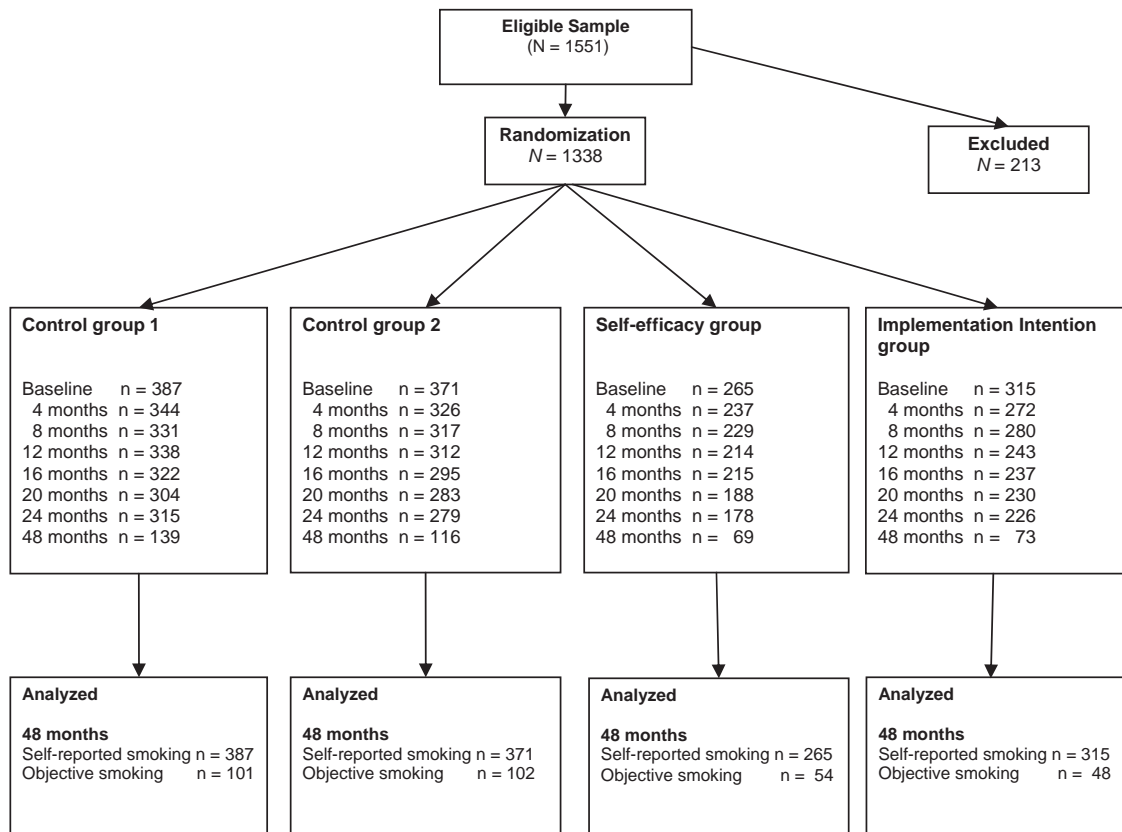 Eligible Sample
(N = 1551)
Randomization
N = 1338
Excluded
N = 213
Control group 1
Baseline n = 387
4 months n = 344
8 months n = 331
12 months n = 338
16 months n = 322
20 months n = 304
24 months n = 315
48 months n = 139
Control group 2
Baseline n = 371
4 months n = 326
8 months n = 317
12 months n = 312
16 months n = 295
20 months n = 283
24 months n = 279
48 months n = 116
Self-efficacy group
Baseline n = 265
4 months n = 237
8 months n = 229
12 months n = 214
16 months n = 215
20 months n = 188
24 months n = 178
48 months n = 69
Implementation Intention
group
Baseline n = 315
4 months n = 272
8 months n = 280
12 months n = 243
16 months n = 237
20 months n = 230
24 months n = 226
48 months n = 73
Analyzed
48 months
Self-reported smoking n = 387
Objective smoking n = 101
Analyzed
48 months
Self-reported smoking n = 371
Objective smoking n = 102
Analyzed
48 months
Self-reported smoking n = 265
Objective smoking n = 54
Analyzed
48 months
Self-reported smoking n = 315
Objective smoking n = 48